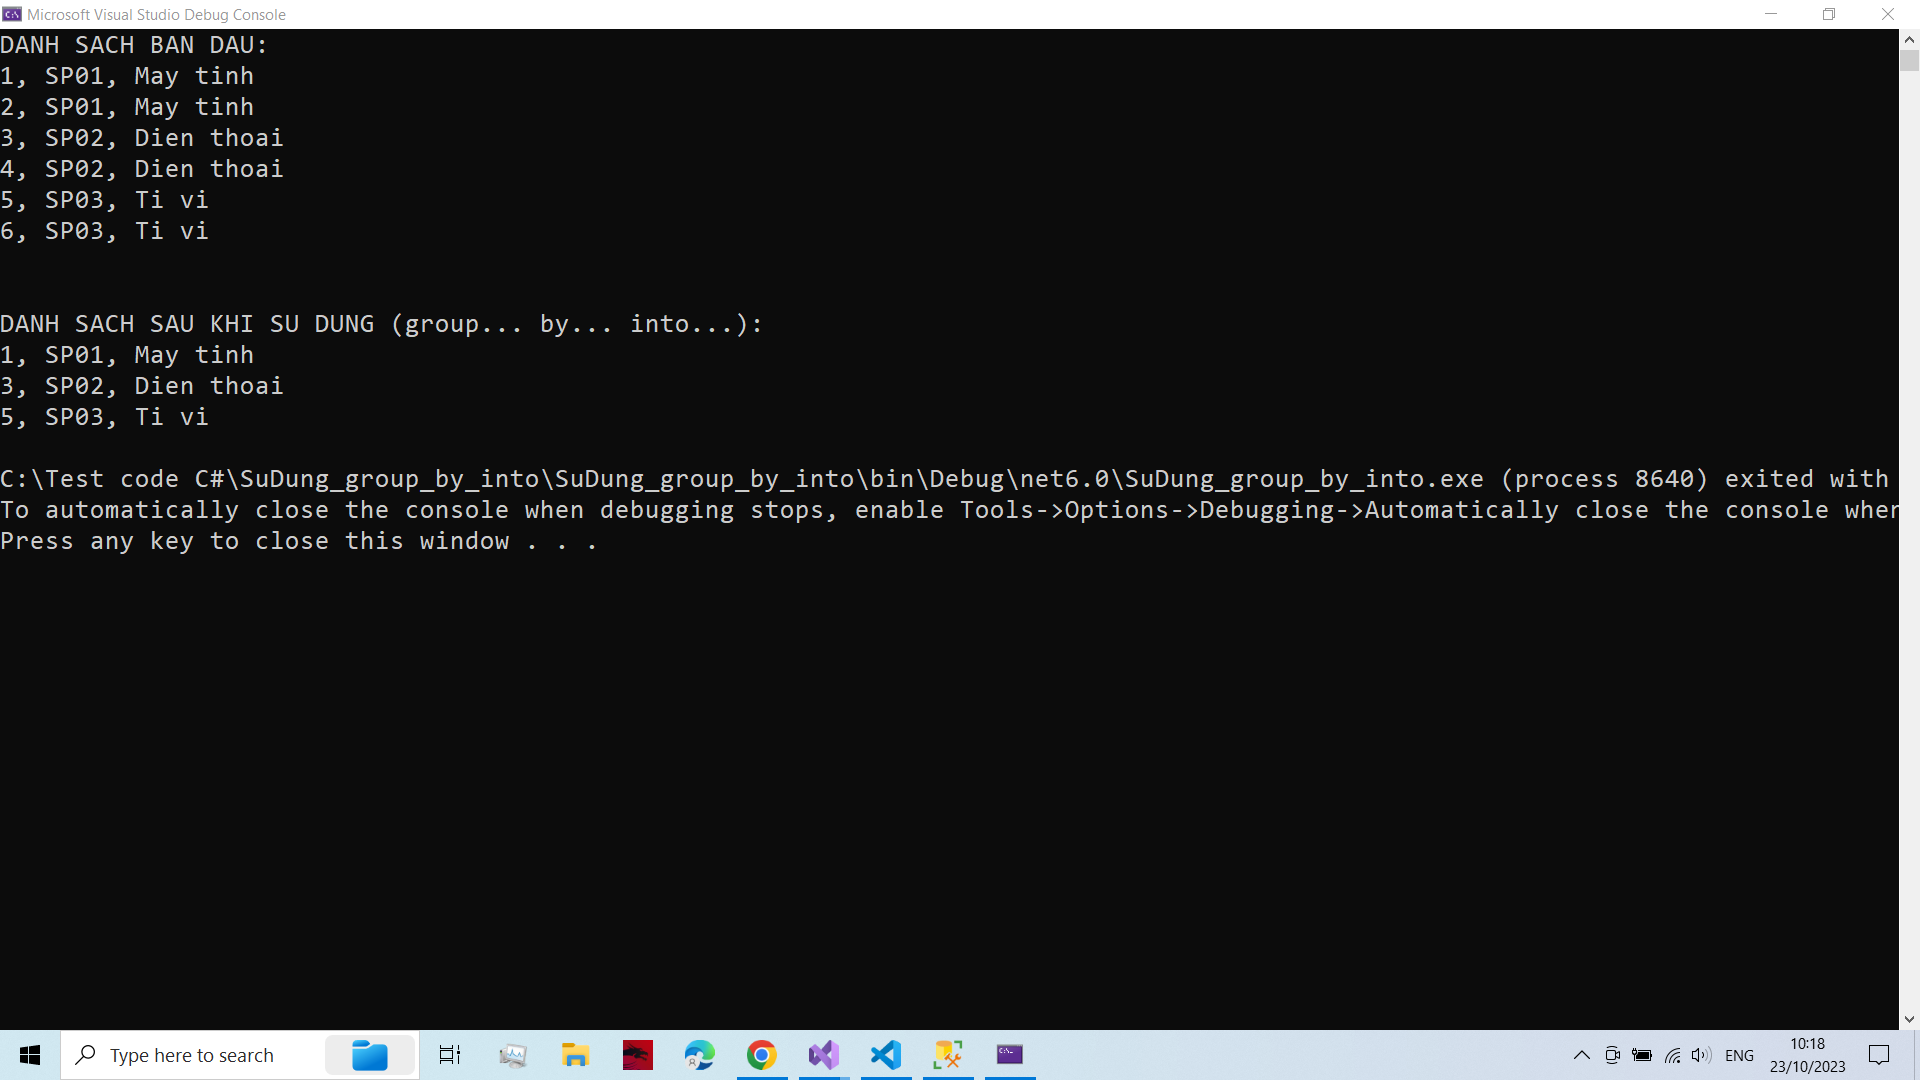 Microsoft Visual Studio Debug Console
DANH SACH BAN DAU:
1, SP01, May tinh
2, SP01, May tinh
3, SP02, Dien thoai
4, SP02, Dien thoai
5, SP03, Ti vi
6, SP03, Ti vi
DANH SACH SAU KHI SU DUNG (group... by... into...):
1, SP01, May tinh
3, SP02, Dien thoai
5, SP03, Ti vi
C:\Test code C#\SuDung_group_by_into\SuDung_group_by_into\bin\Debug\net6.0\SuDung_group_by_into.exe (process 8640) exited with
To automatically close the console when debugging stops, enable Tools->Options->Debugging->Automatically close the console
Press any key to close this window . . .
Type here to search
ENG
10:18
23/10/2023